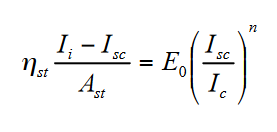 η_st (I_i − I_sc) / A_st = E_0 (I_sc / I_c)^n